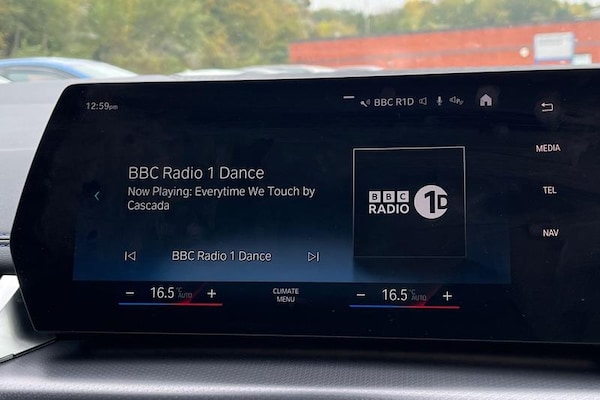 12:59pm
BBC R1D
BBC Radio 1 Dance
Now Playing: Everytime We Touch by
Cascada
BBC
RADIO 1D
BBC Radio 1 Dance
MEDIA
TEL
NAV
− 16.5 °C AUTO +
CLIMATE
MENU
− 16.5 °C AUTO +